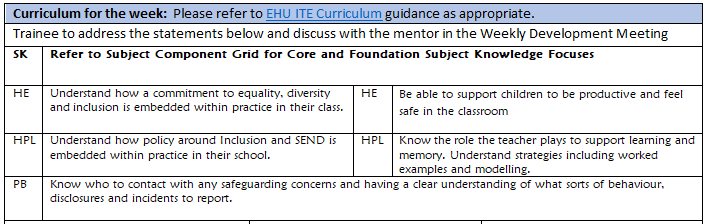 Curriculum for the week: Please refer to EHU ITE Curriculum guidance as appropriate.
Trainee to address the statements below and discuss with the mentor in the Weekly Development Meeting
SK Refer to Subject Component Grid for Core and Foundation Subject Knowledge Focuses
HE Understand how a commitment to equality, diversity
and inclusion is embedded within practice in their class.
HE Be able to support children to be productive and feel
safe in the classroom
HPL Understand how policy around Inclusion and SEND is
embedded within practice in their school.
HPL Know the role the teacher plays to support learning and
memory. Understand strategies including worked
examples and modelling.
PB Know who to contact with any safeguarding concerns and having a clear understanding of what sorts of behaviour,
disclosures and incidents to report.